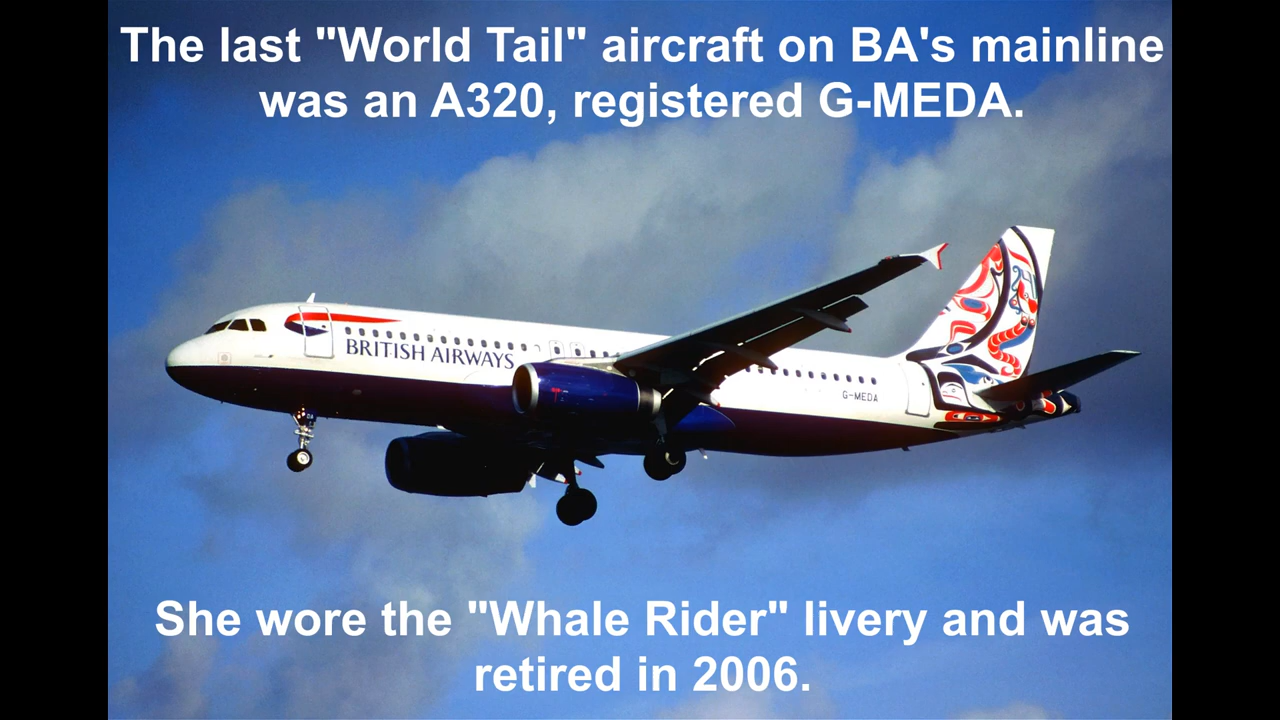 The last "World Tail" aircraft on BA's mainline
was an A320, registered G-MEDA.
BRITISH AIRWAYS
G-MEDA
She wore the "Whale Rider" livery and was
retired in 2006.